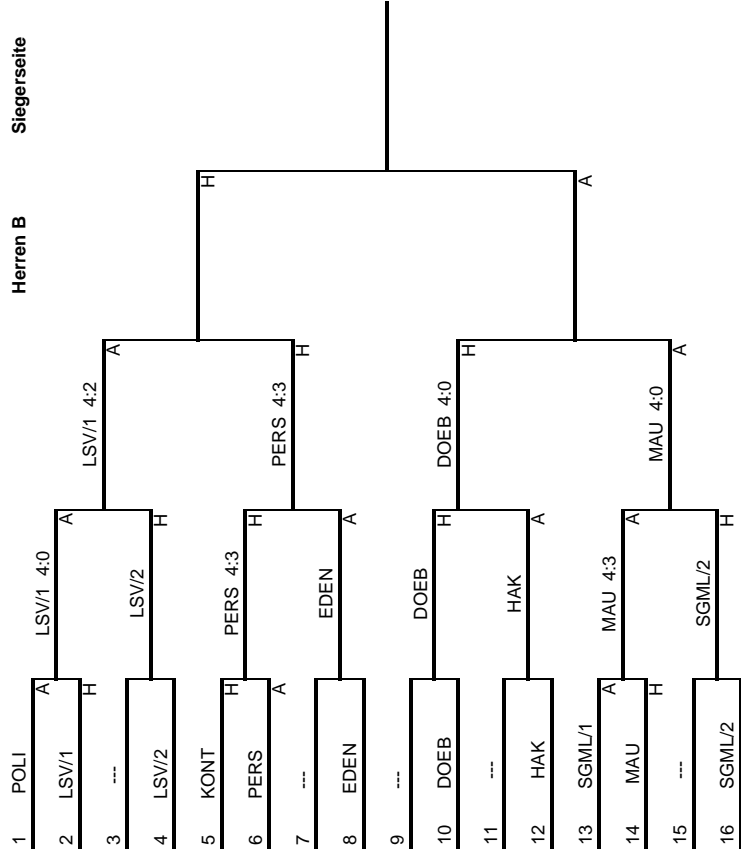 Herren B Siegerseite
1 POLI
2 LSV/1
3 ---
4 LSV/2
5 KONT
6 PERS
7 ---
8 EDEN
9 ---
10 DOEB
11 ---
12 HAK
13 SGML/1
14 MAU
15 ---
16 SGML/2
A
H
H
A
A
H
LSV/1 4:0
LSV/2
PERS 4:3
EDEN
DOEB
HAK
MAU 4:3
SGML/2
A
H
H
A
H
A
A
H
LSV/1 4:2
PERS 4:3
DOEB 4:0
MAU 4:0
A
H
H
A
H
A